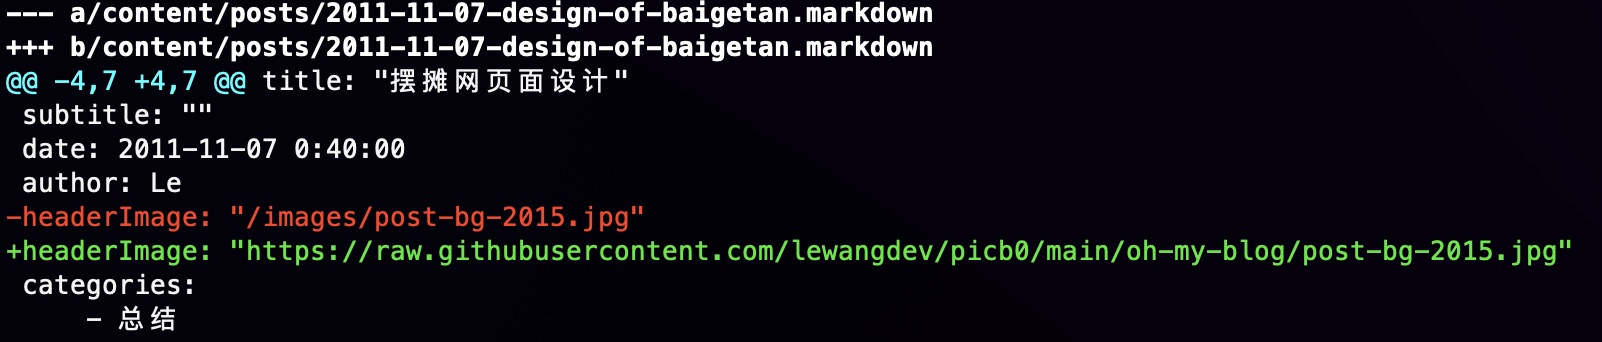 --- a/content/posts/2011-11-07-design-of-baigetan.markdown
+++ b/content/posts/2011-11-07-design-of-baigetan.markdown
@@ -4,7 +4,7 @@ title: "摆摊网页面设计"
 subtitle: ""
 date: 2011-11-07 0:40:00
 author: Le
-headerImage: "/images/post-bg-2015.jpg"
+headerImage: "https://raw.githubusercontent.com/lewangdev/picb0/main/oh-my-blog/post-bg-2015.jpg"
 categories:
     - 总结